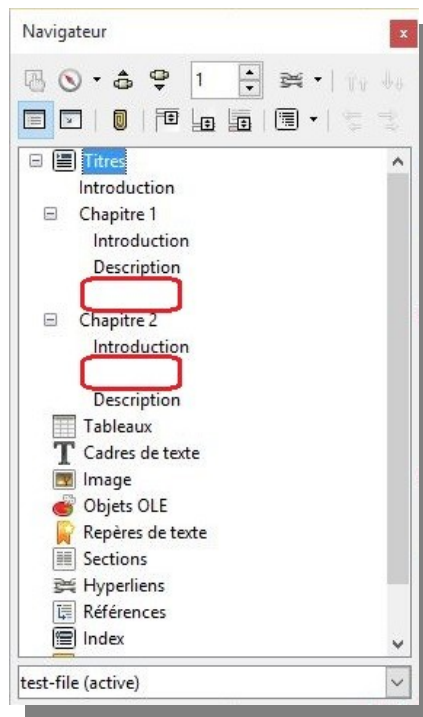 Navigateur
x
1
Titres
Introduction
Chapitre 1
Introduction
Description
Chapitre 2
Introduction
Description
Tableaux
Cadres de texte
Image
Objets OLE
Repères de texte
Sections
Hyperliens
Références
Index
test-file (active)